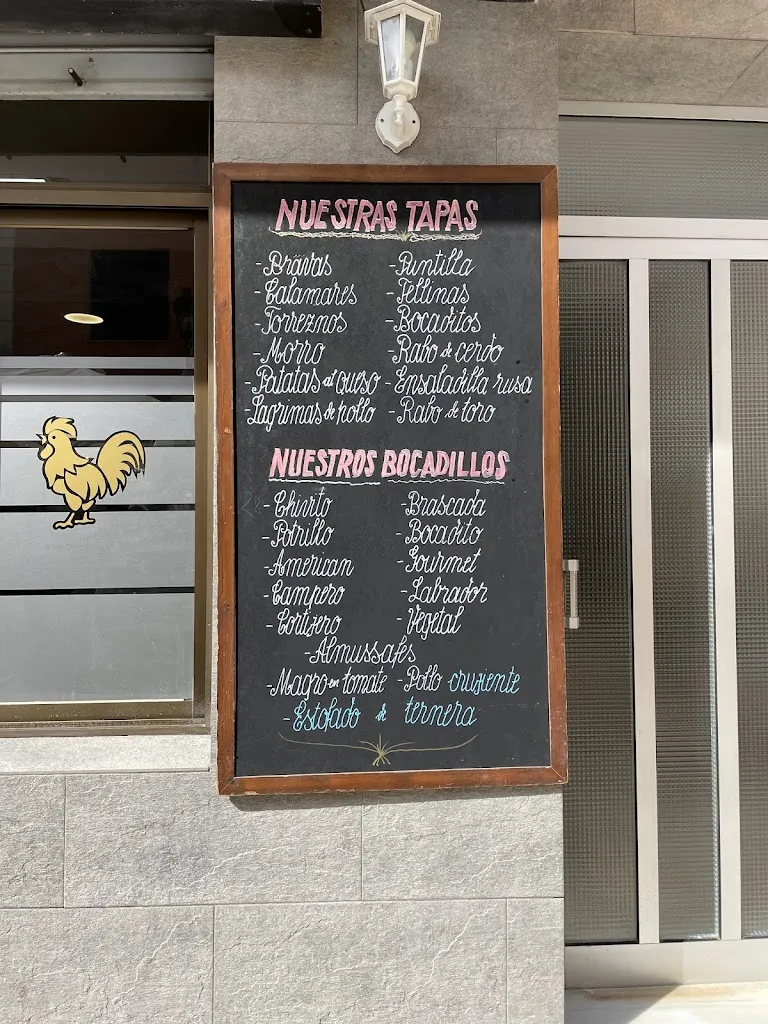 NUESTRAS TAPAS
- Bravas
- Calamares
- Torreznos
- Morro
- Patatas al queso
- Lagrimas de pollo
- Puntilla
- Tellinas
- Bocaditos
- Rabo de cerdo
- Ensaladilla rusa
- Rabo de toro
NUESTROS BOCADILLOS
- Chivito
- Potrillo
- American
- Campero
- Cortijero
- Brascada
- Bocadito
- Gourmet
- Labrador
- Vegetal
- Almussafes
- Magro en tomate - Pollo crujiente
- Estofado de ternera